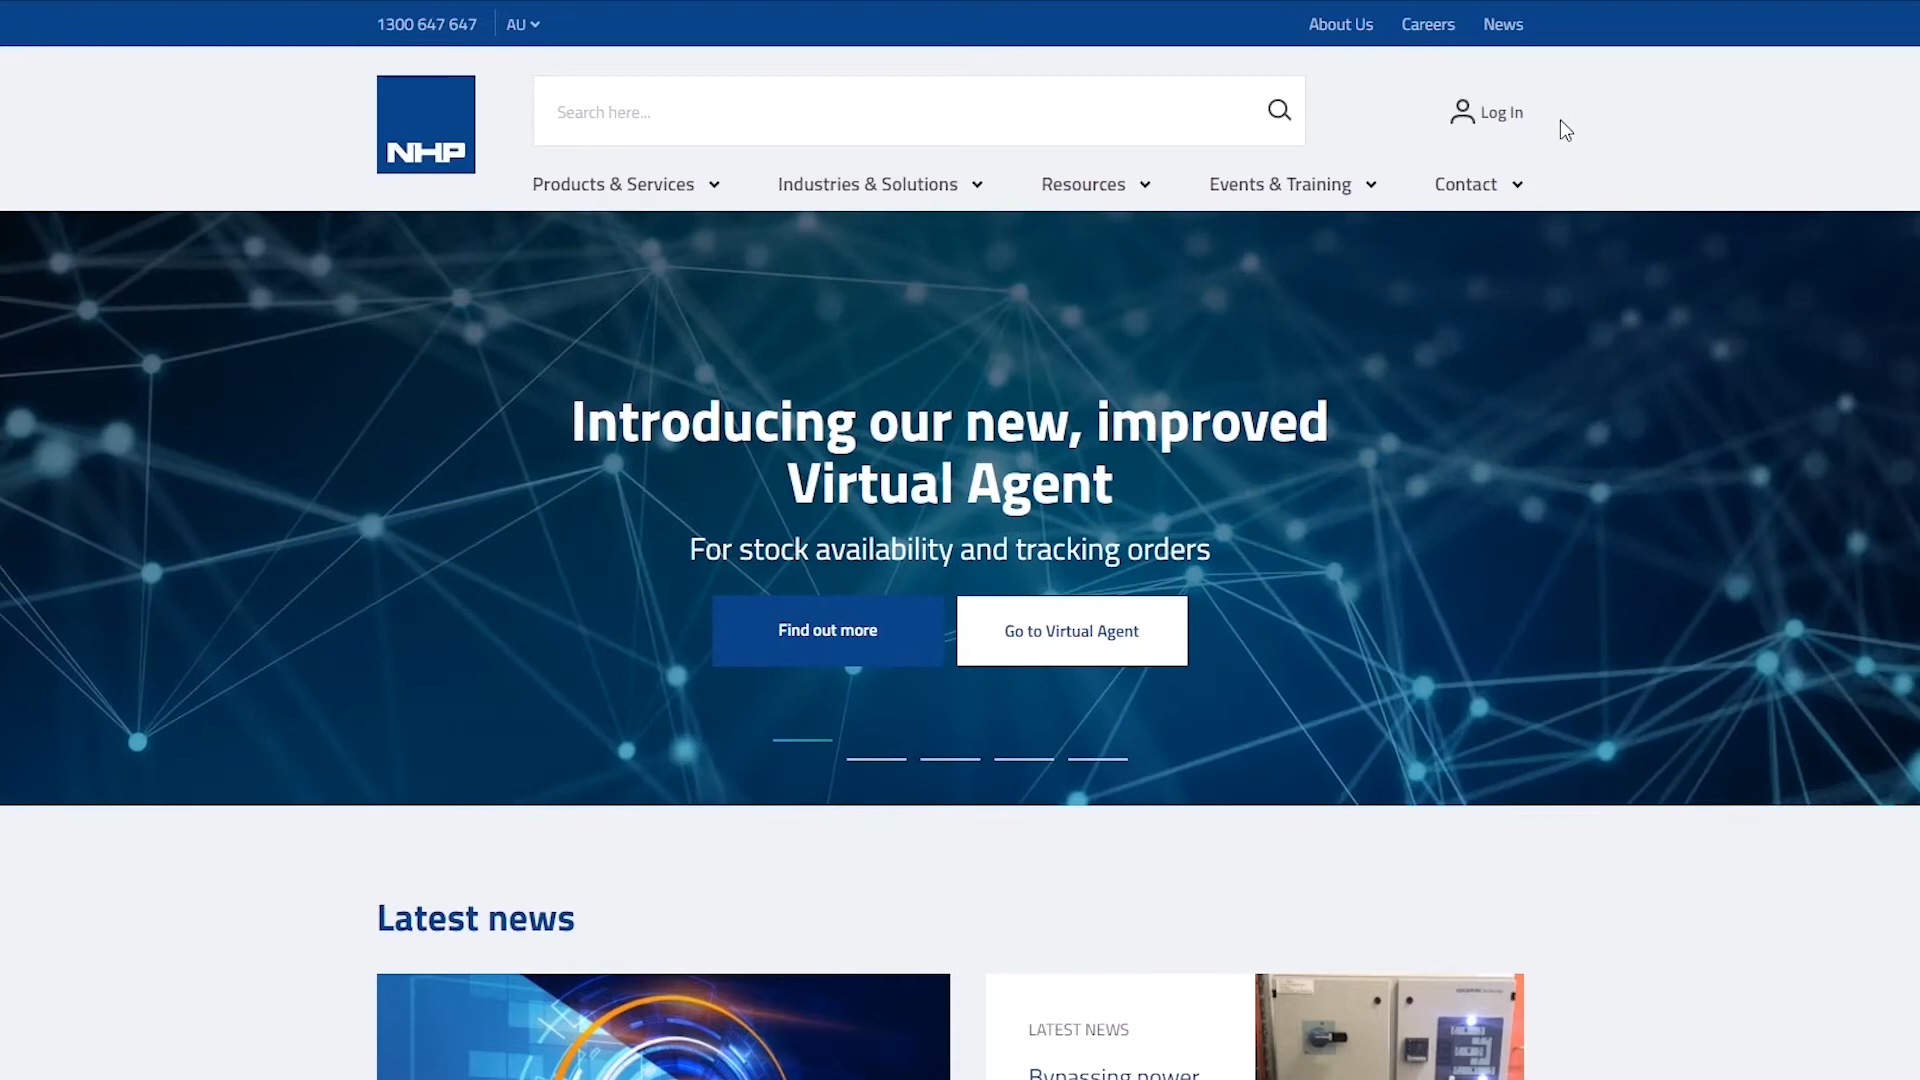 1300 647 647
AU
About Us
Careers
News
NHP
Search here...
Log In
Products & Services
Industries & Solutions
Resources
Events & Training
Contact
Introducing our new, improved
Virtual Agent
For stock availability and tracking orders
Find out more
Go to Virtual Agent
Latest news
LATEST NEWS
Bypassing power